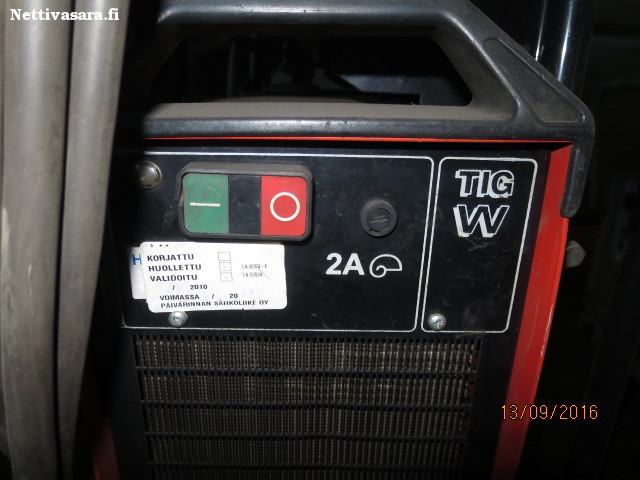 Nettivasara.fi
TIG
W
H
KORJATTU
HUOLLETTU
VALIDOITU
/ 2010
VOIMASSA / 20
PÄIVÄRINNAN SÄHKÖLIIKE OY
2A
13/09/2016